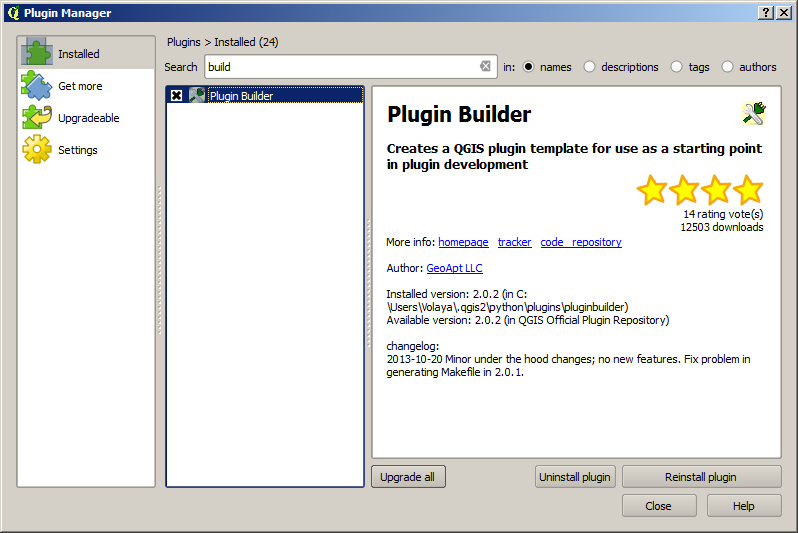 Plugin Manager
Installed
Get more
Upgradeable
Settings
Plugins > Installed (24)
Search build in: names descriptions tags authors
Plugin Builder
Plugin Builder
Creates a QGIS plugin template for use as a starting point
in plugin development
14 rating vote(s)
12503 downloads
More info: homepage tracker code_repository
Author: GeoApt LLC
Installed version: 2.0.2 (in C:
\Users\Volaya\.qgis2\python\plugins\pluginbuilder)
Available version: 2.0.2 (in QGIS Official Plugin Repository)
changelog:
2013-10-20 Minor under the hood changes; no new features. Fix problem in
generating Makefile in 2.0.1.
Upgrade all Uninstall plugin Reinstall plugin
Close Help